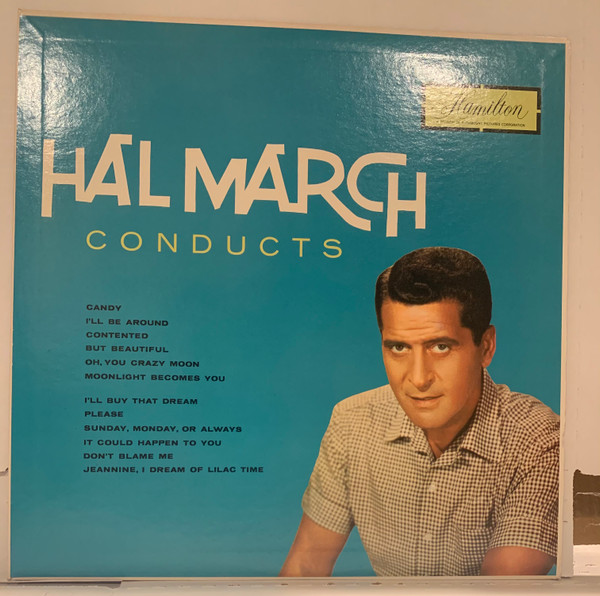 Hamilton
HAL MARCH
CONDUCTS
CANDY
I'LL BE AROUND
CONTENTED
BUT BEAUTIFUL
OH, YOU CRAZY MOON
MOONLIGHT BECOMES YOU
I'LL BUY THAT DREAM
PLEASE
SUNDAY, MONDAY, OR ALWAYS
IT COULD HAPPEN TO YOU
DON'T BLAME ME
JEANNINE, I DREAM OF LILAC TIME